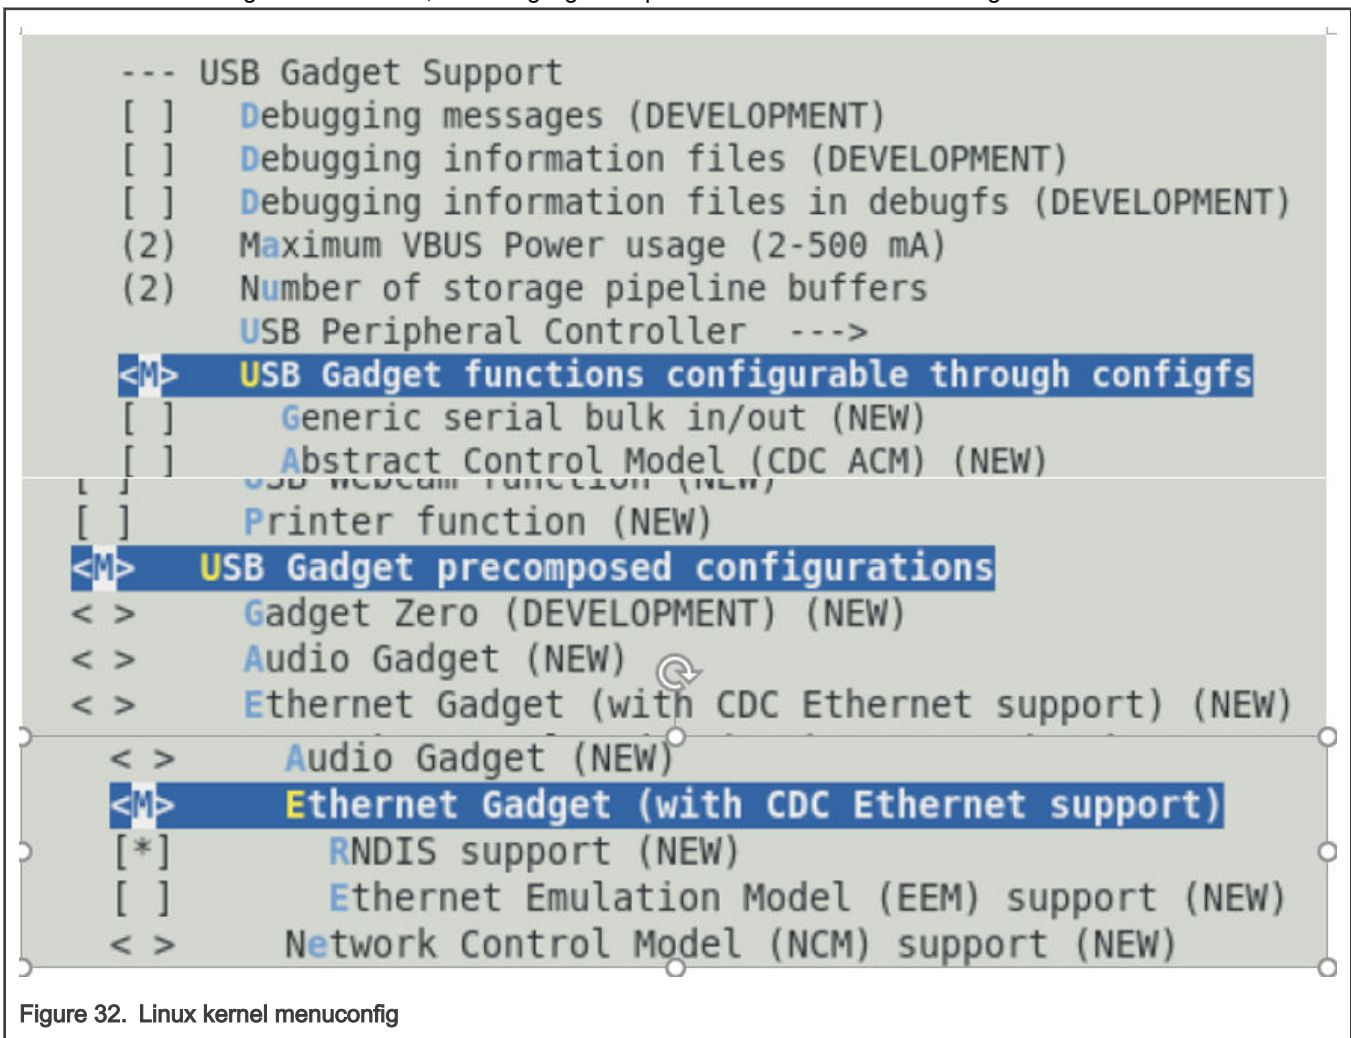 --- USB Gadget Support
[ ] Debugging messages (DEVELOPMENT)
[ ] Debugging information files (DEVELOPMENT)
[ ] Debugging information files in debugfs (DEVELOPMENT)
(2) Maximum VBUS Power usage (2-500 mA)
(2) Number of storage pipeline buffers
USB Peripheral Controller --->
<M> USB Gadget functions configurable through configfs
[ ] Generic serial bulk in/out (NEW)
[ ] Abstract Control Model (CDC ACM) (NEW)
[ ] USB Webcam function (NEW)
[ ] Printer function (NEW)
<M> USB Gadget precomposed configurations
< > Gadget Zero (DEVELOPMENT) (NEW)
< > Audio Gadget (NEW)
< > Ethernet Gadget (with CDC Ethernet support) (NEW)
< > Audio Gadget (NEW)
<M> Ethernet Gadget (with CDC Ethernet support)
[*] RNDIS support (NEW)
[ ] Ethernet Emulation Model (EEM) support (NEW)
< > Network Control Model (NCM) support (NEW)
Figure 32. Linux kernel menuconfig